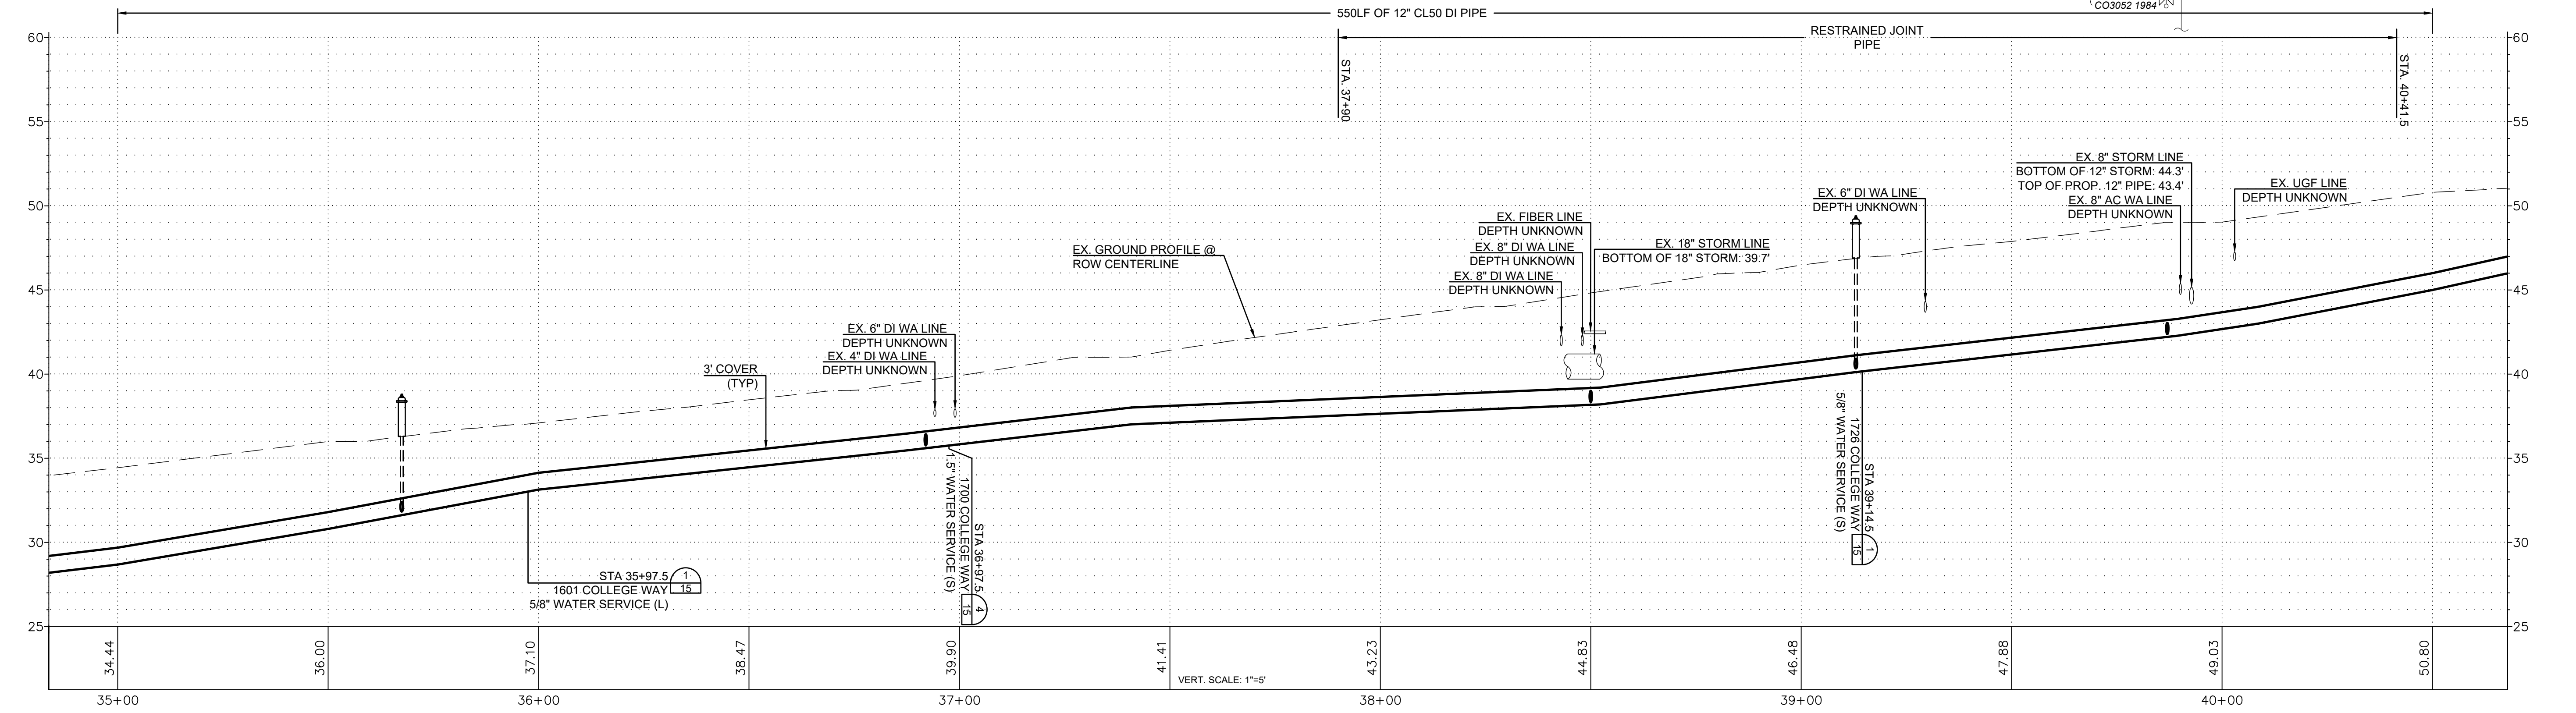 CO3052 1984
550LF OF 12" CL50 DI PIPE
RESTRAINED JOINT
PIPE
STA. 37+90
STA. 40+41.5
60
55
50
45
40
35
30
25
60
55
50
45
40
35
30
25
EX. 8" STORM LINE
BOTTOM OF 12" STORM: 44.3'
TOP OF PROP. 12" PIPE: 43.4'
EX. 8" AC WA LINE
DEPTH UNKNOWN
EX. UGF LINE
DEPTH UNKNOWN
EX. 6" DI WA LINE
DEPTH UNKNOWN
EX. FIBER LINE
DEPTH UNKNOWN
EX. 8" DI WA LINE
DEPTH UNKNOWN
EX. 8" DI WA LINE
DEPTH UNKNOWN
EX. 18" STORM LINE
BOTTOM OF 18" STORM: 39.7'
EX. GROUND PROFILE @
ROW CENTERLINE
EX. 6" DI WA LINE
DEPTH UNKNOWN
EX. 4" DI WA LINE
DEPTH UNKNOWN
3' COVER
(TYP)
STA 35+97.5
1601 COLLEGE WAY
5/8" WATER SERVICE (L)
1
15
STA 36+97.5
1700 COLLEGE WAY
1.5" WATER SERVICE (S)
4
15
STA 39+14.5
1726 COLLEGE WAY
5/8" WATER SERVICE (S)
1
15
34.44
36.00
37.10
38.47
39.90
41.41
43.23
44.83
46.48
47.88
49.03
50.80
VERT. SCALE: 1"=5'
35+00
36+00
37+00
38+00
39+00
40+00